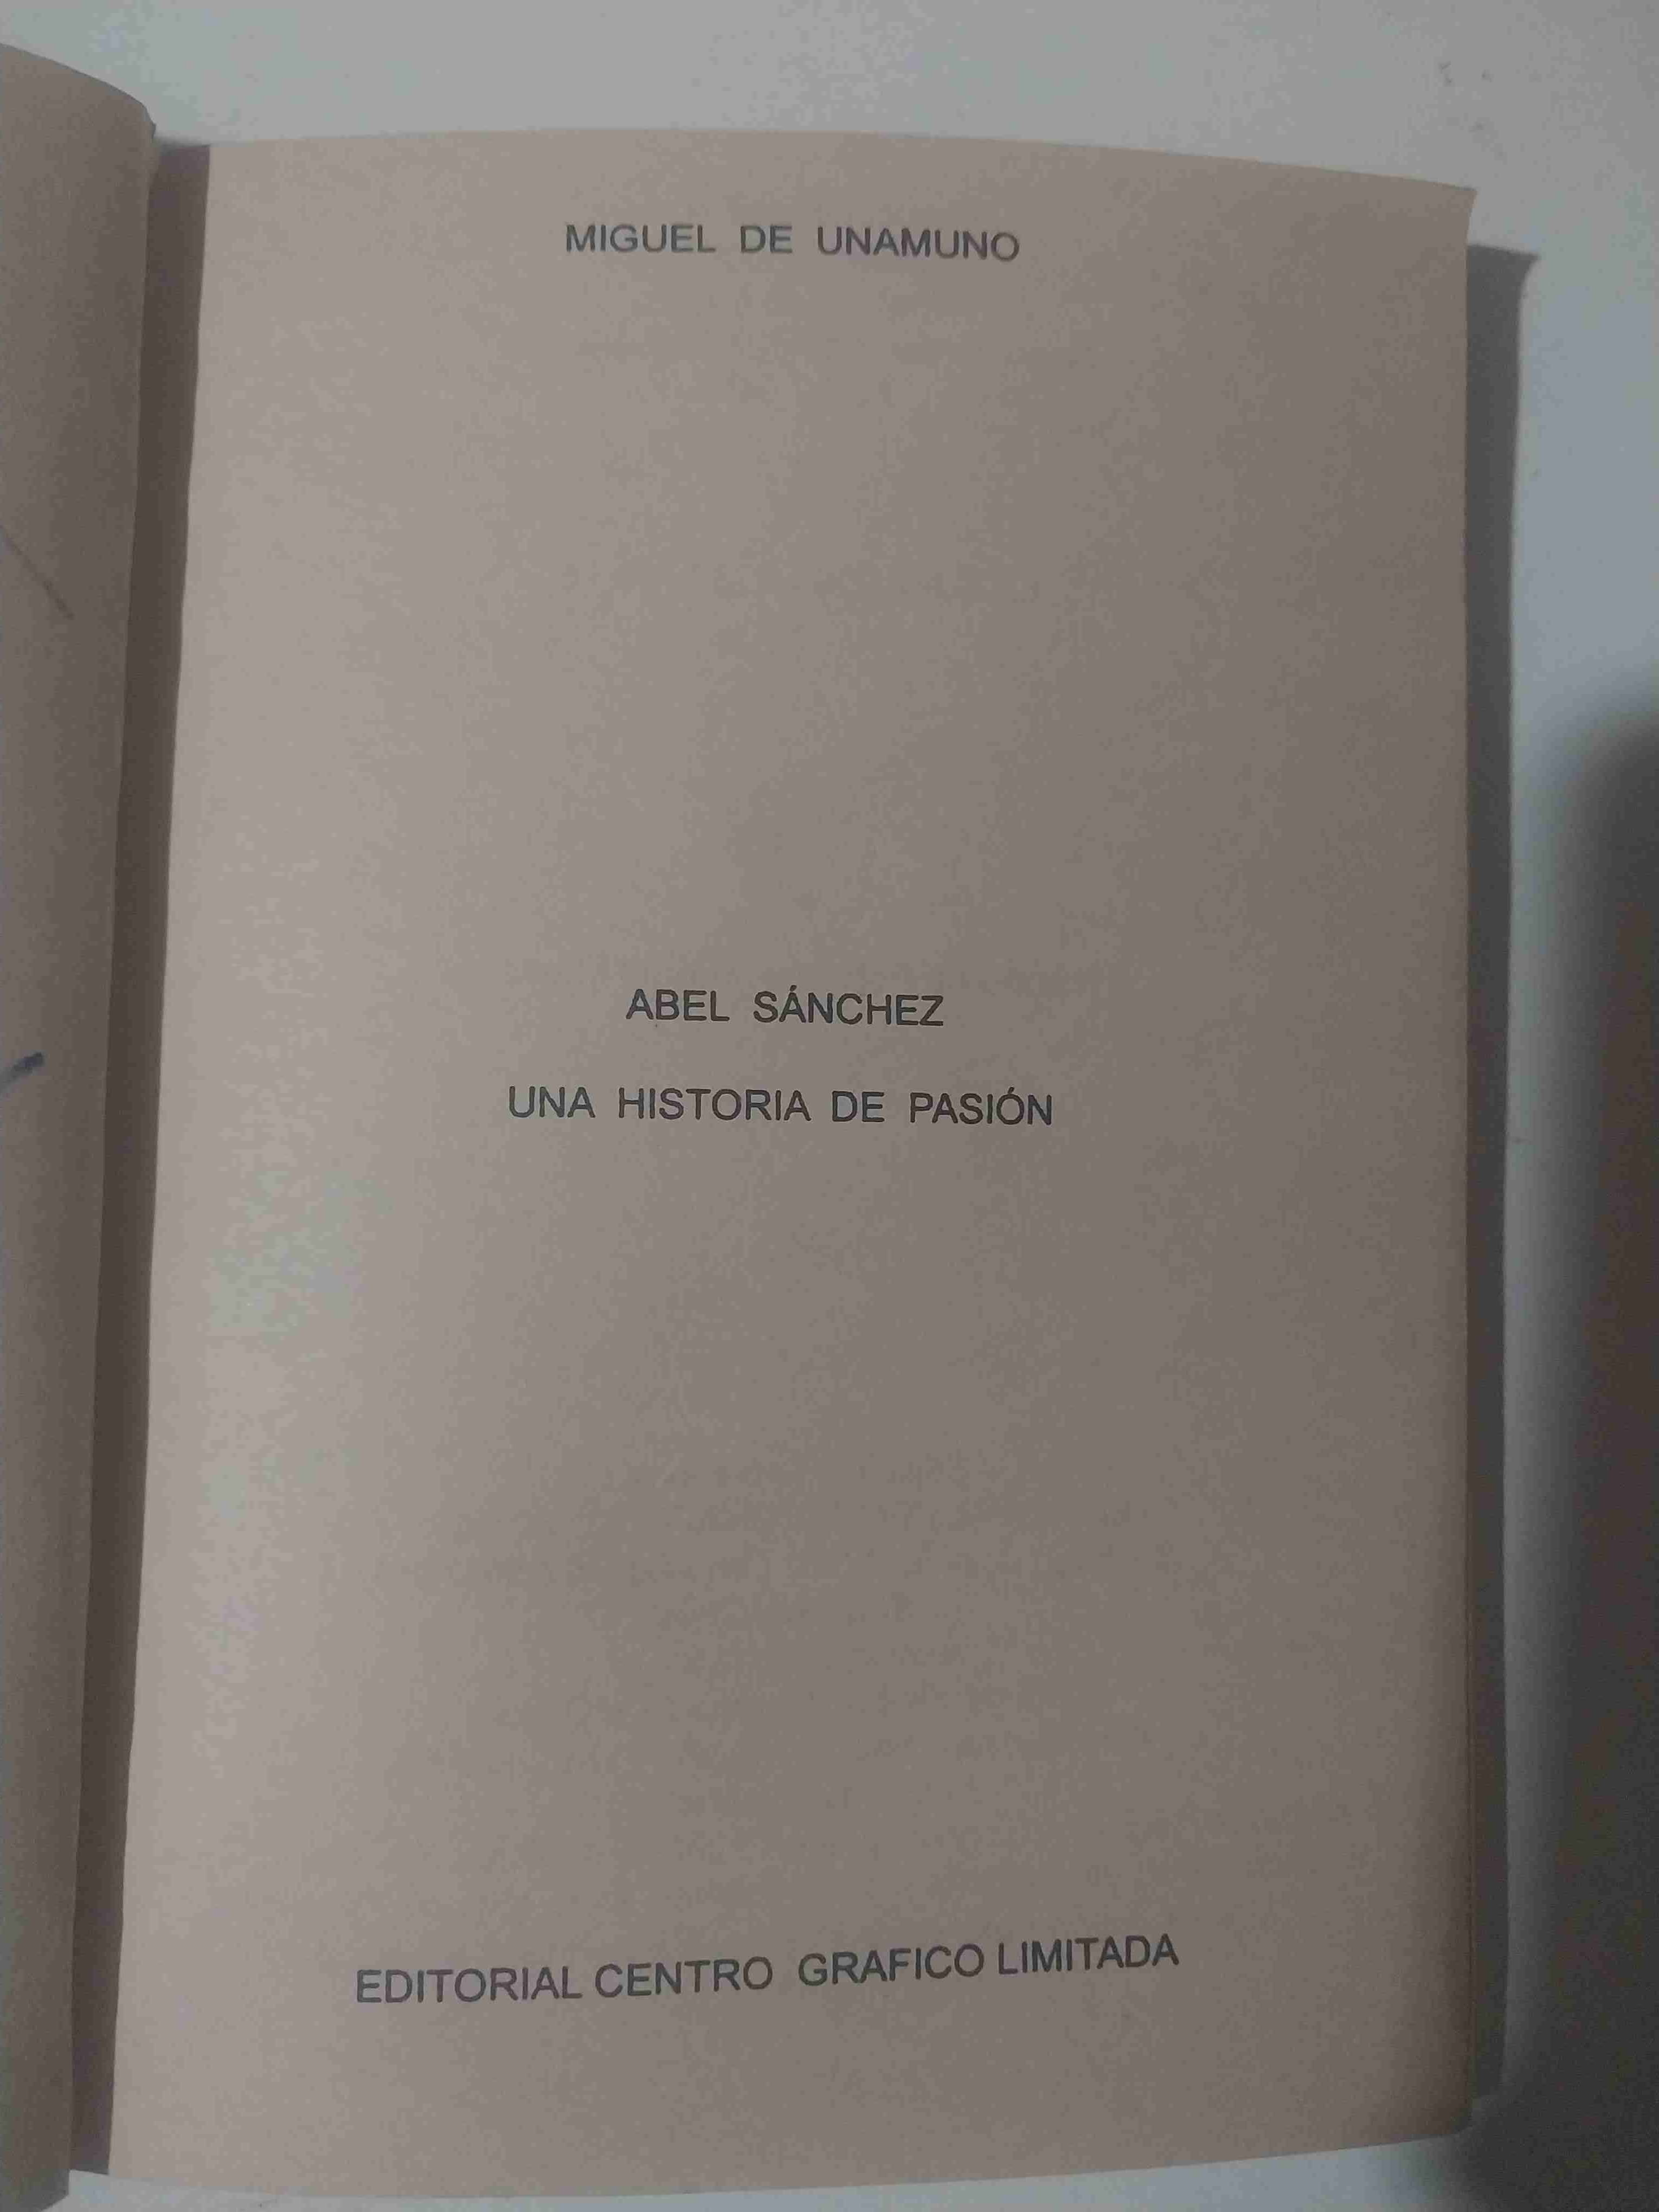 MIGUEL DE UNAMUNO
ABEL SÁNCHEZ
UNA HISTORIA DE PASIÓN
EDITORIAL CENTRO GRAFICO LIMITADA